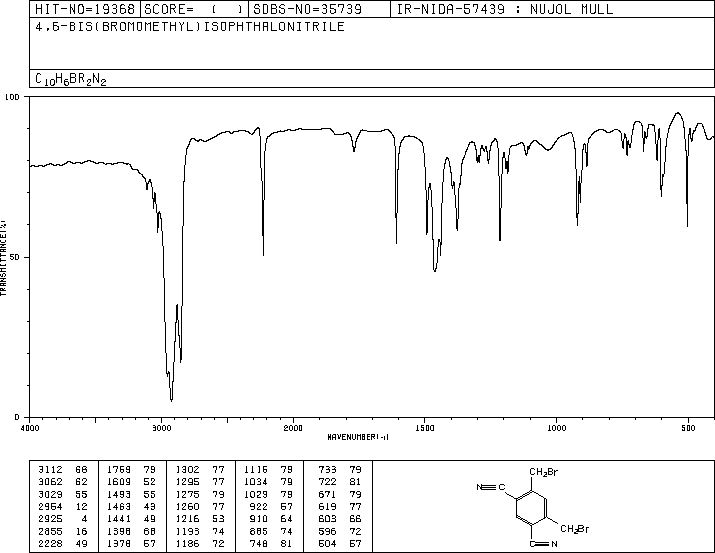 HIT-NO=19368 SCORE= ( ) SDBS-NO=35739 IR-NIDA-57439 : NUJOL MULL
4,6-BIS(BROMOMETHYL)ISOPHTHALONITRILE
C10H6BR2N2
100
50
0
TRANSMITTANCE(%)
4000 3000 2000 1500 1000 500
WAVENUMBER(-1)
3112 68 1769 79 1302 77 1116 79 733 79
3062 62 1609 52 1295 77 1034 79 722 81
3029 55 1493 55 1275 79 1029 79 671 79
2954 12 1463 43 1260 77 922 57 619 77
2925 4 1441 49 1216 53 910 64 603 66
2855 16 1398 68 1193 74 885 74 596 72
2228 49 1378 57 1186 72 748 81 504 57
CH2Br
N
C
CH2Br
C N